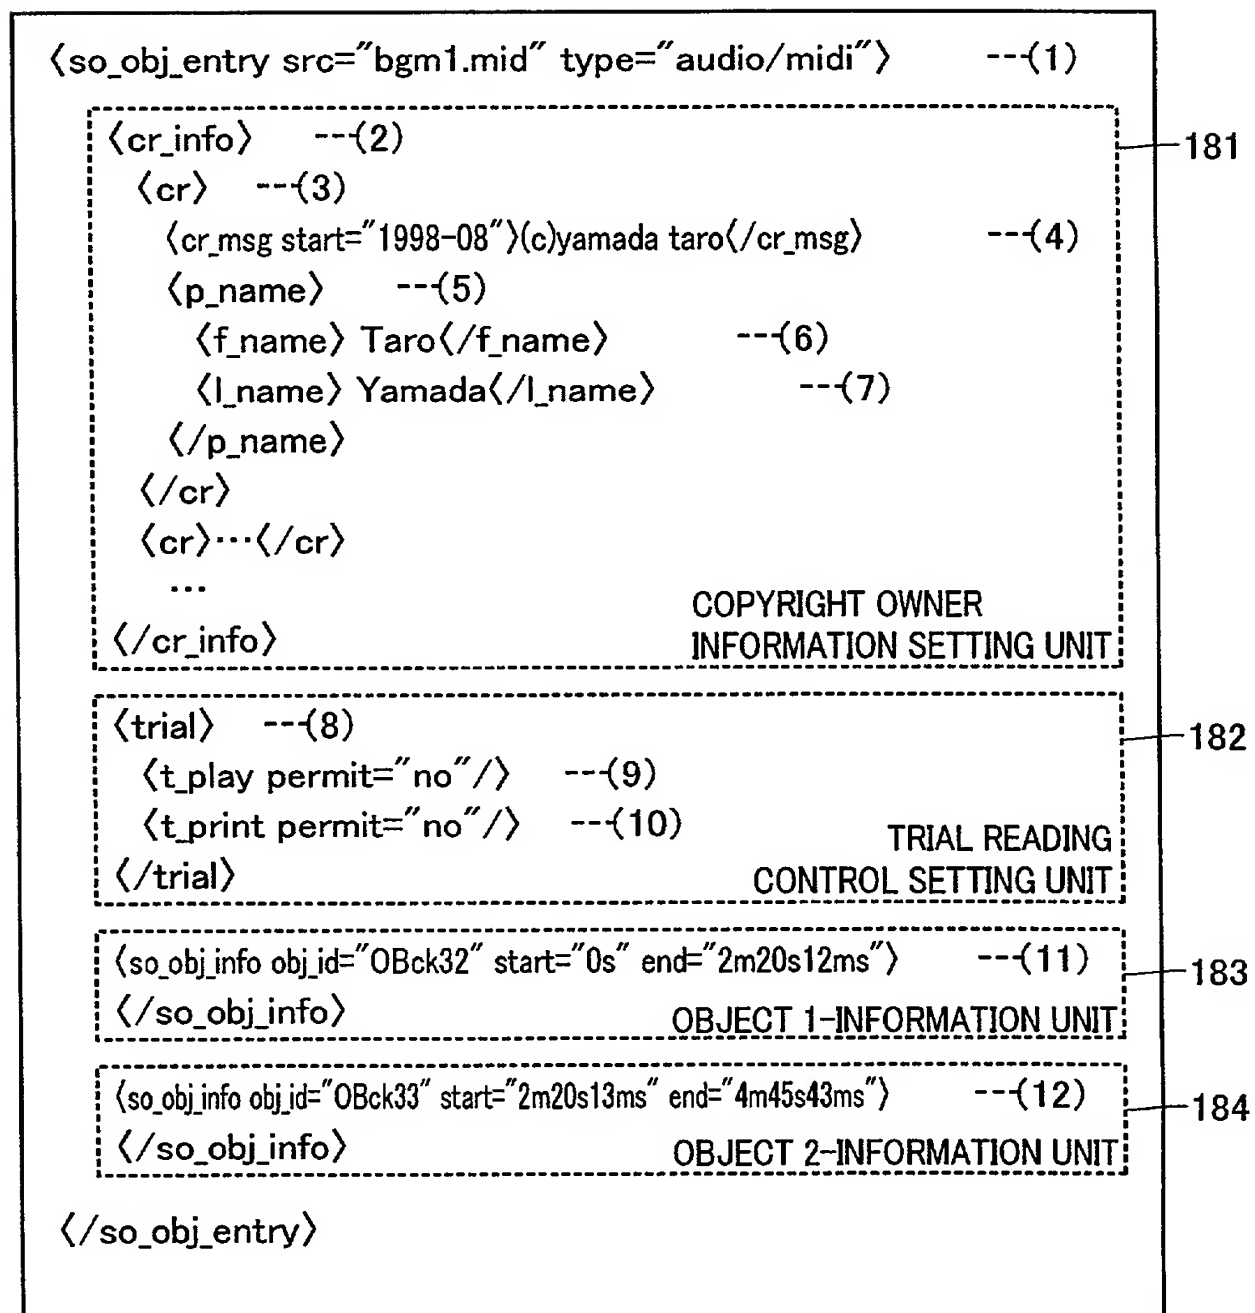 〈so_obj_entry src="bgm1.mid" type="audio/midi"〉 ---(1)
〈cr_info〉 ---(2)
181
〈cr〉 ---(3)
〈cr_msg start="1998-08"〉(c)yamada taro〈/cr_msg〉 ---(4)
〈p_name〉 ---(5)
〈f_name〉 Taro〈/f_name〉 ---(6)
〈l_name〉 Yamada〈/l_name〉 ---(7)
〈/p_name〉
〈/cr〉
〈cr〉···〈/cr〉
···
COPYRIGHT OWNER
〈/cr_info〉 INFORMATION SETTING UNIT
〈trial〉 ---(8)
182
〈t_play permit="no"/〉 ---(9)
〈t_print permit="no"/〉 ---(10)
TRIAL READING
〈/trial〉 CONTROL SETTING UNIT
〈so_obj_info obj_id="OBck32" start="0s" end="2m20s12ms"〉 ---(11)
183
〈/so_obj_info〉 OBJECT 1-INFORMATION UNIT
〈so_obj_info obj_id="OBck33" start="2m20s13ms" end="4m45s43ms"〉 ---(12)
184
〈/so_obj_info〉 OBJECT 2-INFORMATION UNIT
〈/so_obj_entry〉